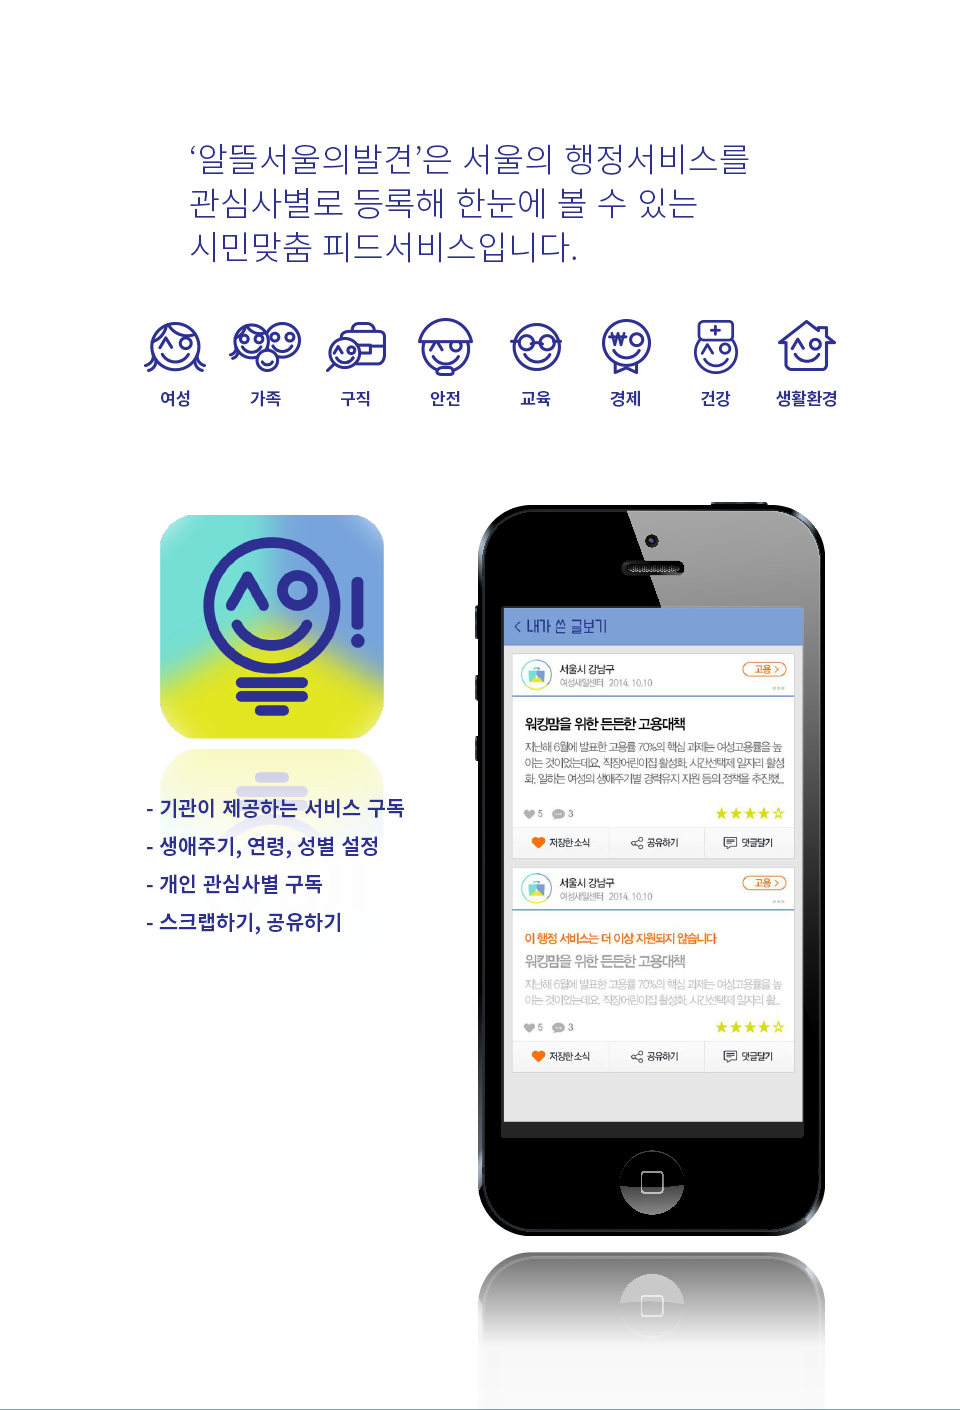 ‘알뜰서울의발견’은 서울의 행정서비스를
관심사별로 등록해 한눈에 볼 수 있는
시민맞춤 피드서비스입니다.
여성 가족 구직 안전 교육 경제 건강 생활환경
- 기관이 제공하는 서비스 구독
- 생애주기, 연령, 성별 설정
- 개인 관심사별 구독
- 스크랩하기, 공유하기
< 내가 쓴 글보기
서울시 강남구 고용 >
여성새일센터 2014. 10.10
워킹맘을 위한 든든한 고용대책
지난해 6월에 발표한 고용률 70%의 핵심 과제는 여성고용률을 높
이는 것이었는데요. 직장어린이집 활성화, 시간선택제 일자리 활성
화, 일하는 여성의 생애주기별 경력유지 지원 등의 정책을 추진했...
5 3
저장한 소식 공유하기 댓글달기
서울시 강남구 고용 >
여성새일센터 2014. 10.10
이 행정 서비스는 더 이상 지원되지 않습니다
워킹맘을 위한 든든한 고용대책
지난해 6월에 발표한 고용률 70%의 핵심 과제는 여성고용률을 높
이는 것이었는데요. 직장어린이집 활성화, 시간선택제 일자리 활...
5 3
저장한 소식 공유하기 댓글달기